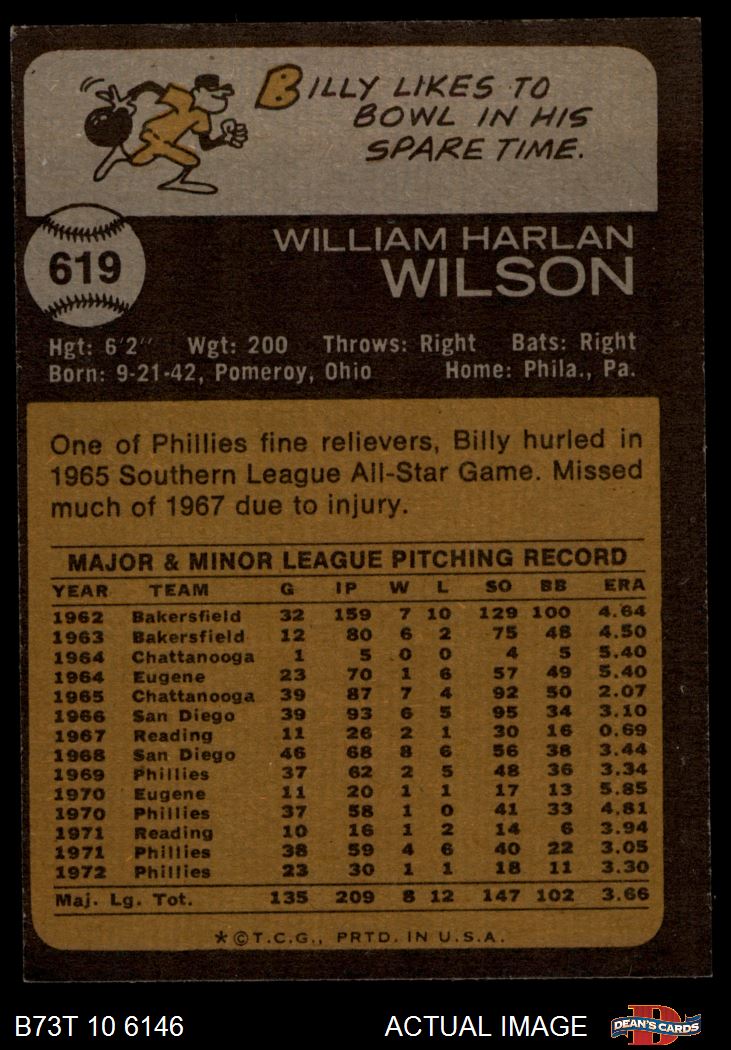 BILLY LIKES TO
BOWL IN HIS
SPARE TIME.
619
WILLIAM HARLAN
WILSON
Hgt: 6'2" Wgt: 200 Throws: Right Bats: Right
Born: 9-21-42, Pomeroy, Ohio Home: Phila., Pa.
One of Phillies fine relievers, Billy hurled in
1965 Southern League All-Star Game. Missed
much of 1967 due to injury.
MAJOR & MINOR LEAGUE PITCHING RECORD
YEAR TEAM G IP W L SO BB ERA
1962 Bakersfield 32 159 7 10 129 100 4.64
1963 Bakersfield 12 80 6 2 75 48 4.50
1964 Chattanooga 1 5 0 0 4 5 5.40
1964 Eugene 23 70 1 6 57 49 5.40
1965 Chattanooga 39 87 7 4 92 50 2.07
1966 San Diego 39 93 6 5 95 34 3.10
1967 Reading 11 26 2 1 30 16 0.69
1968 San Diego 46 68 8 6 56 38 3.44
1969 Phillies 37 62 2 5 48 36 3.34
1970 Eugene 11 20 1 1 17 13 5.85
1970 Phillies 37 58 1 0 41 33 4.81
1971 Reading 10 16 1 2 14 6 3.94
1971 Phillies 38 59 4 6 40 22 3.05
1972 Phillies 23 30 1 1 18 11 3.30
Maj. Lg. Tot. 135 209 8 12 147 102 3.66
*©T.C.G., PRTD. IN U.S.A.
B73T 10 6146 ACTUAL IMAGE
D
DEAN'S CARDS